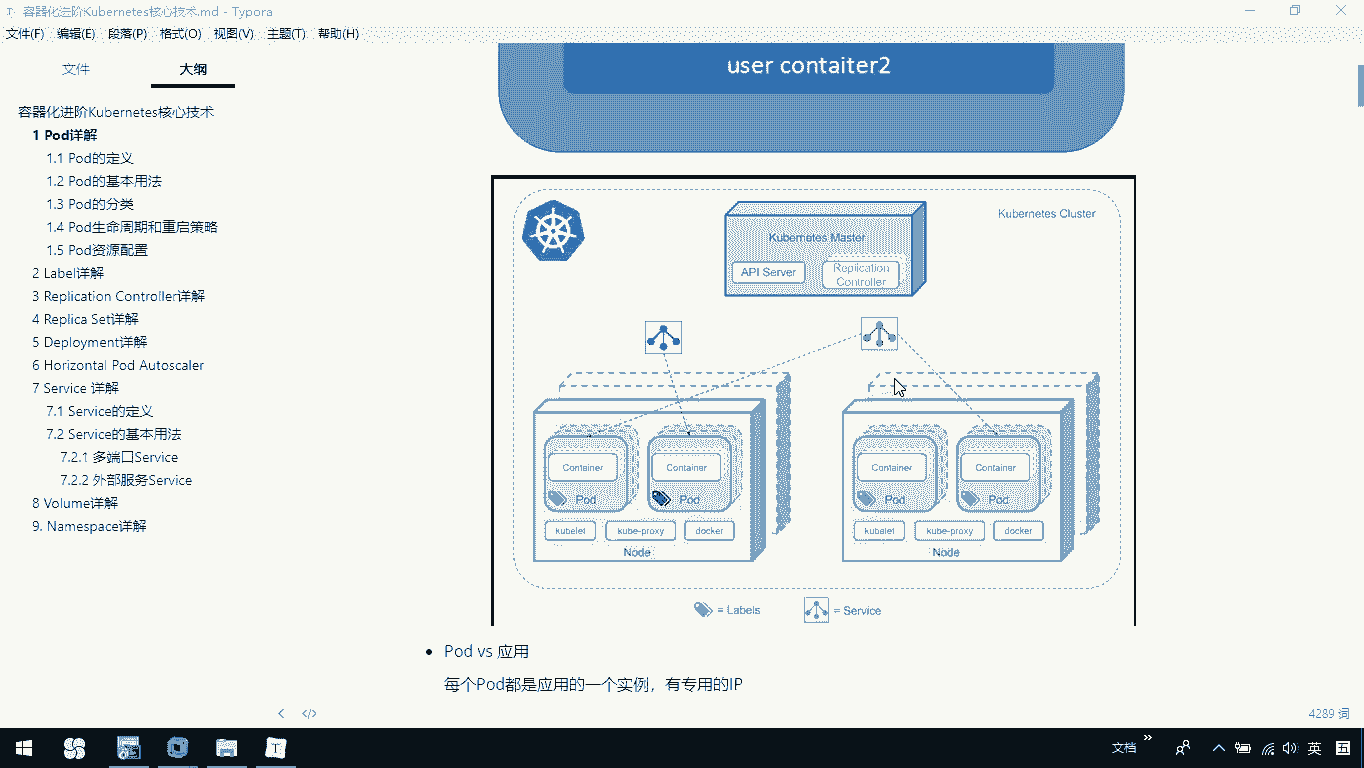 容器化进阶Kubernetes核心技术.md - Typora
文件(F) 编辑(E) 段落(P) 格式(O) 视图(V) 主题(T) 帮助(H)
文件 大纲
容器化进阶Kubernetes核心技术
1 Pod详解
1.1 Pod的定义
1.2 Pod的基本用法
1.3 Pod的分类
1.4 Pod生命周期和重启策略
1.5 Pod资源配置
2 Label详解
3 Replication Controller详解
4 Replica Set详解
5 Deployment详解
6 Horizontal Pod Autoscaler
7 Service 详解
7.1 Service的定义
7.2 Service的基本用法
7.2.1 多端口Service
7.2.2 外部服务Service
8 Volume详解
9. Namespace详解
user contaiter2
Kubernetes Cluster
Kubernetes Master
API Server
Replication
Controller
Container
Pod
Container
Pod
kubelet
kube-proxy
docker
Node
Container
Pod
Container
Pod
kubelet
kube-proxy
docker
Node
= Labels
= Service
Pod vs 应用
每个Pod都是应用的一个实例，有专用的IP
4289 词
文档
英
五